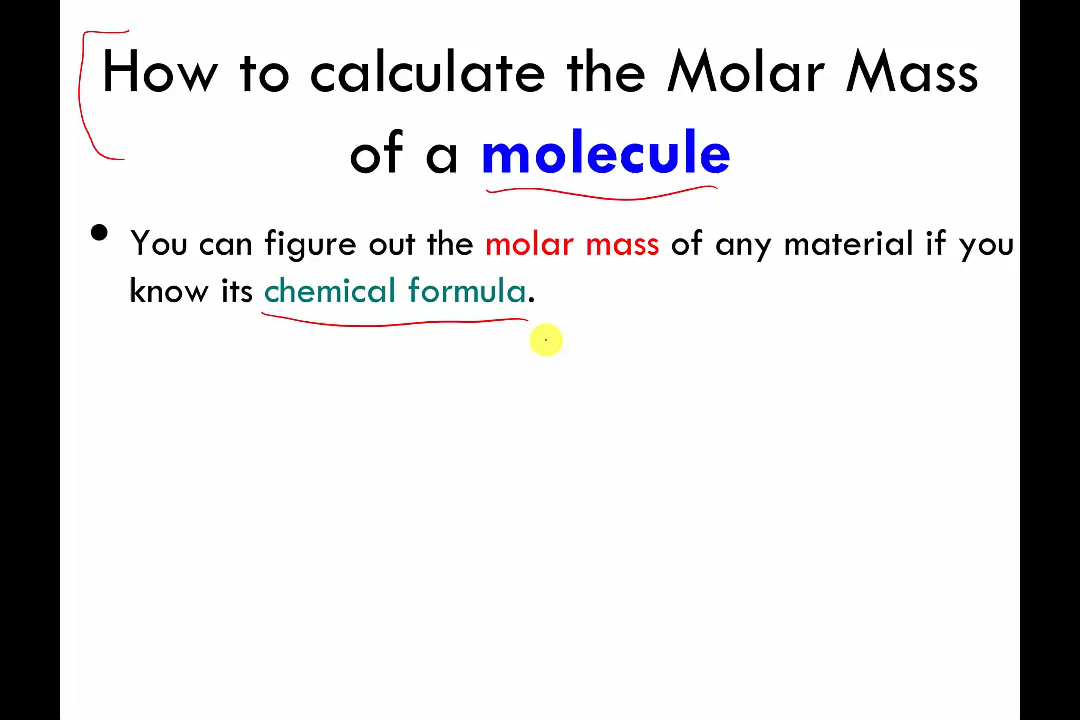 How to calculate the Molar Mass
of a molecule
• You can figure out the molar mass of any material if you
know its chemical formula.